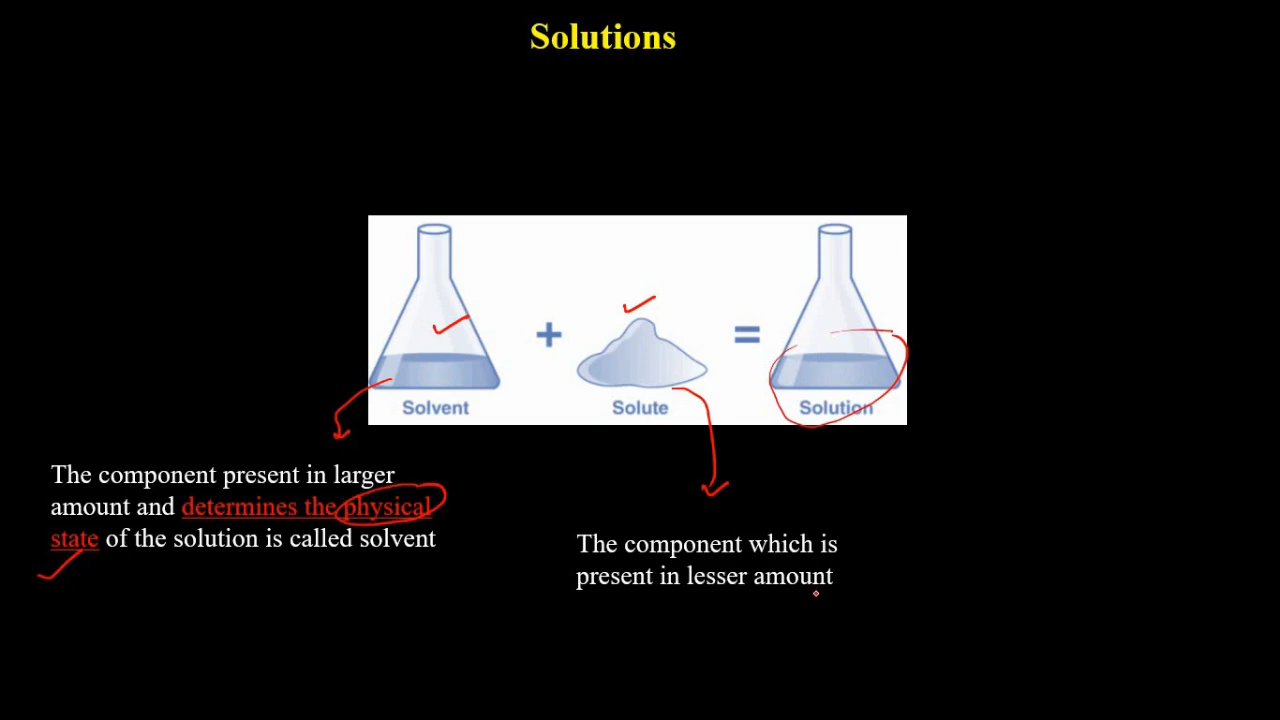 Solutions
Solvent
+
Solute
=
Solution
The component present in larger
amount and determines the physical
state of the solution is called solvent
The component which is
present in lesser amount